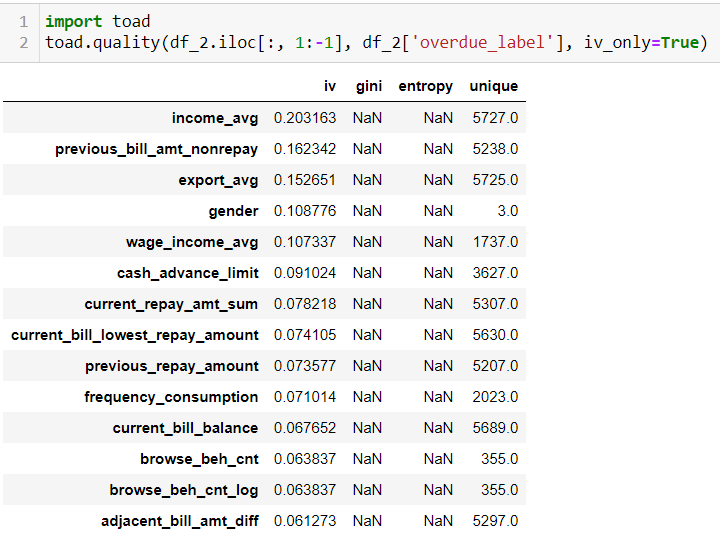 1 import toad
2 toad.quality(df_2.iloc[:, 1:-1], df_2['overdue_label'], iv_only=True)
iv gini entropy unique
income_avg 0.203163 NaN NaN 5727.0
previous_bill_amt_nonrepay 0.162342 NaN NaN 5238.0
export_avg 0.152651 NaN NaN 5725.0
gender 0.108776 NaN NaN 3.0
wage_income_avg 0.107337 NaN NaN 1737.0
cash_advance_limit 0.091024 NaN NaN 3627.0
current_repay_amt_sum 0.078218 NaN NaN 5307.0
current_bill_lowest_repay_amount 0.074105 NaN NaN 5630.0
previous_repay_amount 0.073577 NaN NaN 5207.0
frequency_consumption 0.071014 NaN NaN 2023.0
current_bill_balance 0.067652 NaN NaN 5689.0
browse_beh_cnt 0.063837 NaN NaN 355.0
browse_beh_cnt_log 0.063837 NaN NaN 355.0
adjacent_bill_amt_diff 0.061273 NaN NaN 5297.0